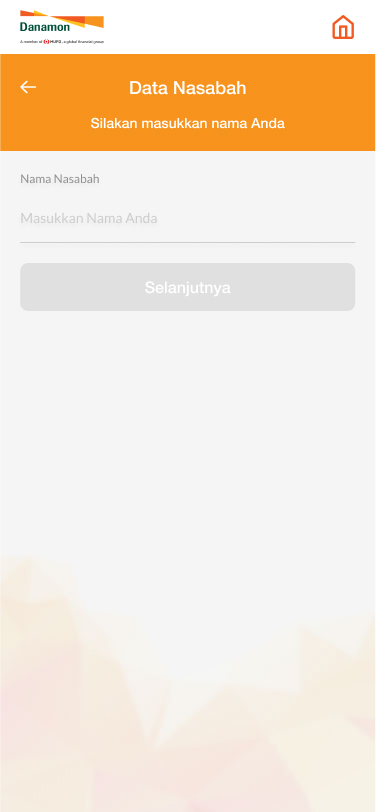 Danamon
A member of MUFG, a global financial group
Data Nasabah
Silakan masukkan nama Anda
Nama Nasabah
Masukkan Nama Anda
Selanjutnya